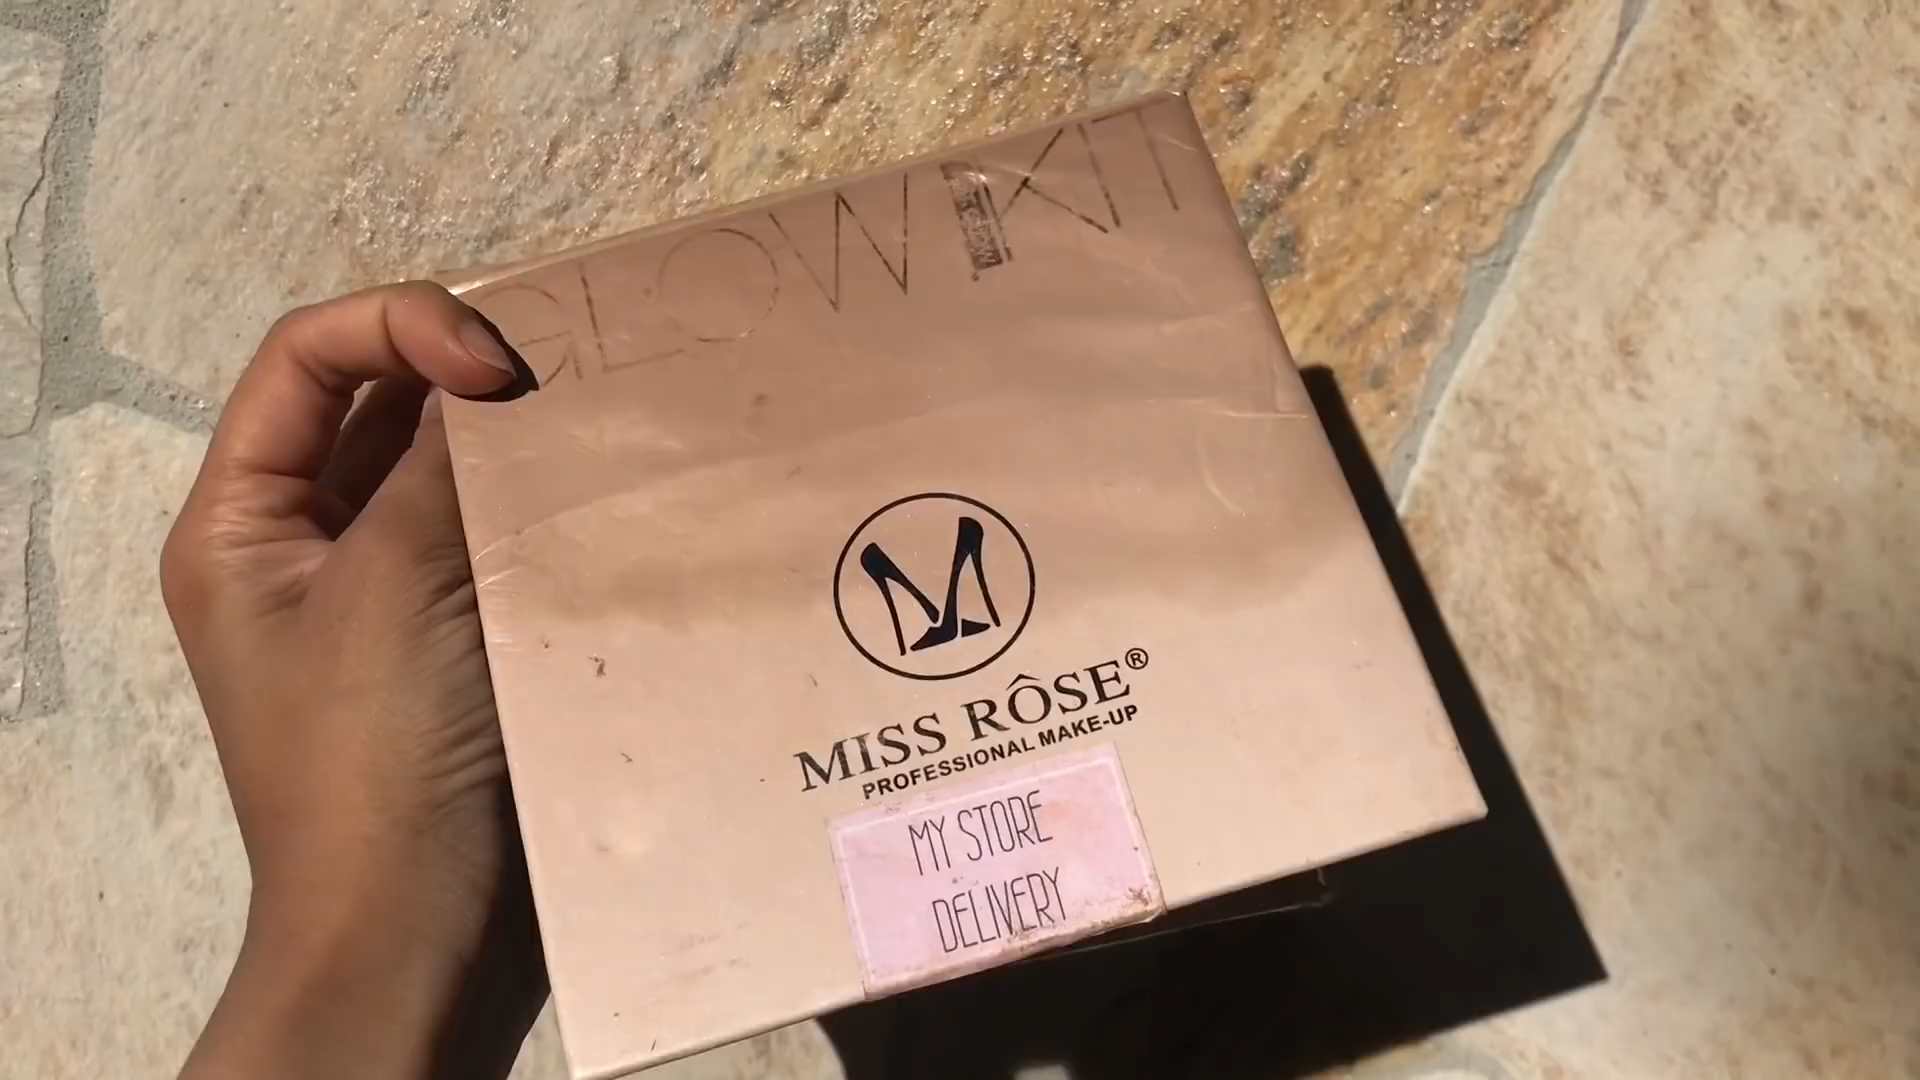 GLOW KIT
MISS RÔSE®
PROFESSIONAL MAKE-UP
MY STORE
DELIVERY